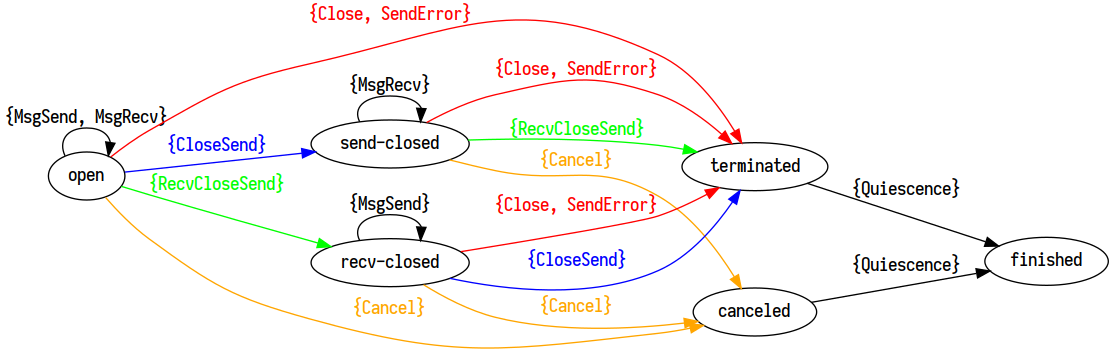 {Close, SendError}
{MsgRecv}
{Close, SendError}
{MsgSend, MsgRecv}
{CloseSend}
send-closed
{RecvCloseSend}
{Cancel}
terminated
open
{RecvCloseSend}
{Quiescence}
{MsgSend}
{Close, SendError}
recv-closed
{CloseSend}
finished
{Quiescence}
{Cancel}
{Cancel}
canceled